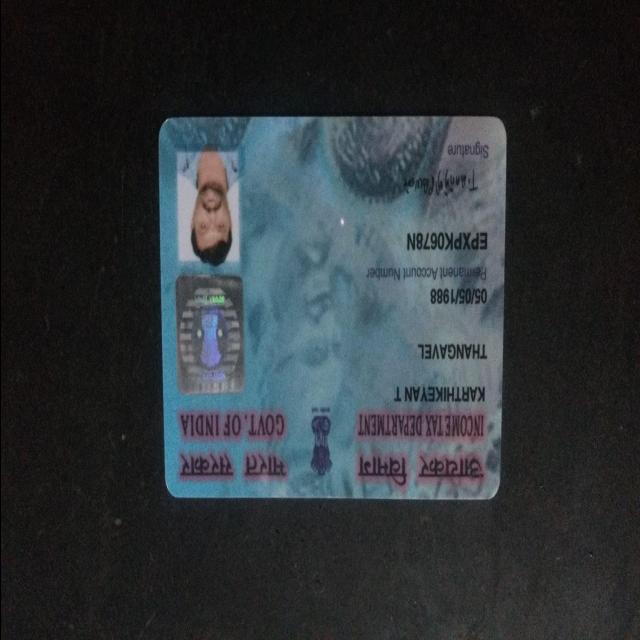 आयकर विभाग
INCOME TAX DEPARTMENT
भारत सरकार
GOVT. OF INDIA
KARTHIKEYAN T
THANGAVEL
05/05/1988
Permanent Account Number
EPXPK0678N
Signature